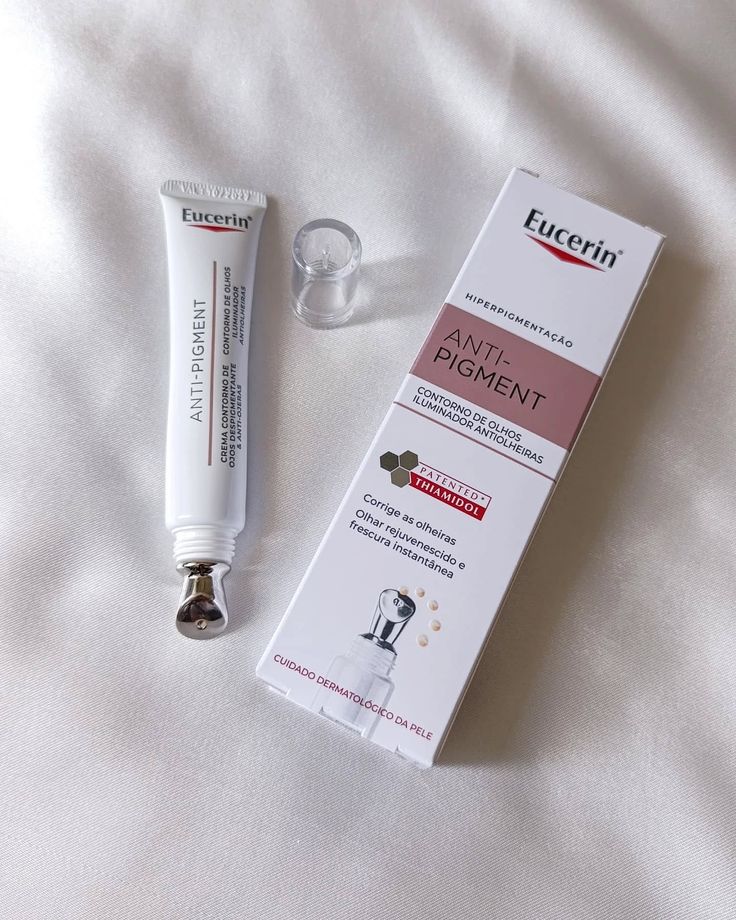 Eucerin®
ANTI-PIGMENT
CREMA CONTORNO DE
OJOS DESPIGMENTANTE
& ANTI-OJERAS
CONTORNO DE OLHOS
ILUMINADOR
ANTIOLHEIRAS
Eucerin®
HIPERPIGMENTAÇÃO
ANTI-
PIGMENT
CONTORNO DE OLHOS
ILUMINADOR ANTIOLHEIRAS
PATENTED*
THIAMIDOL
Corrige as olheiras
Olhar rejuvenescido e
frescura instantânea
CUIDADO DERMATOLÓGICO DA PELE